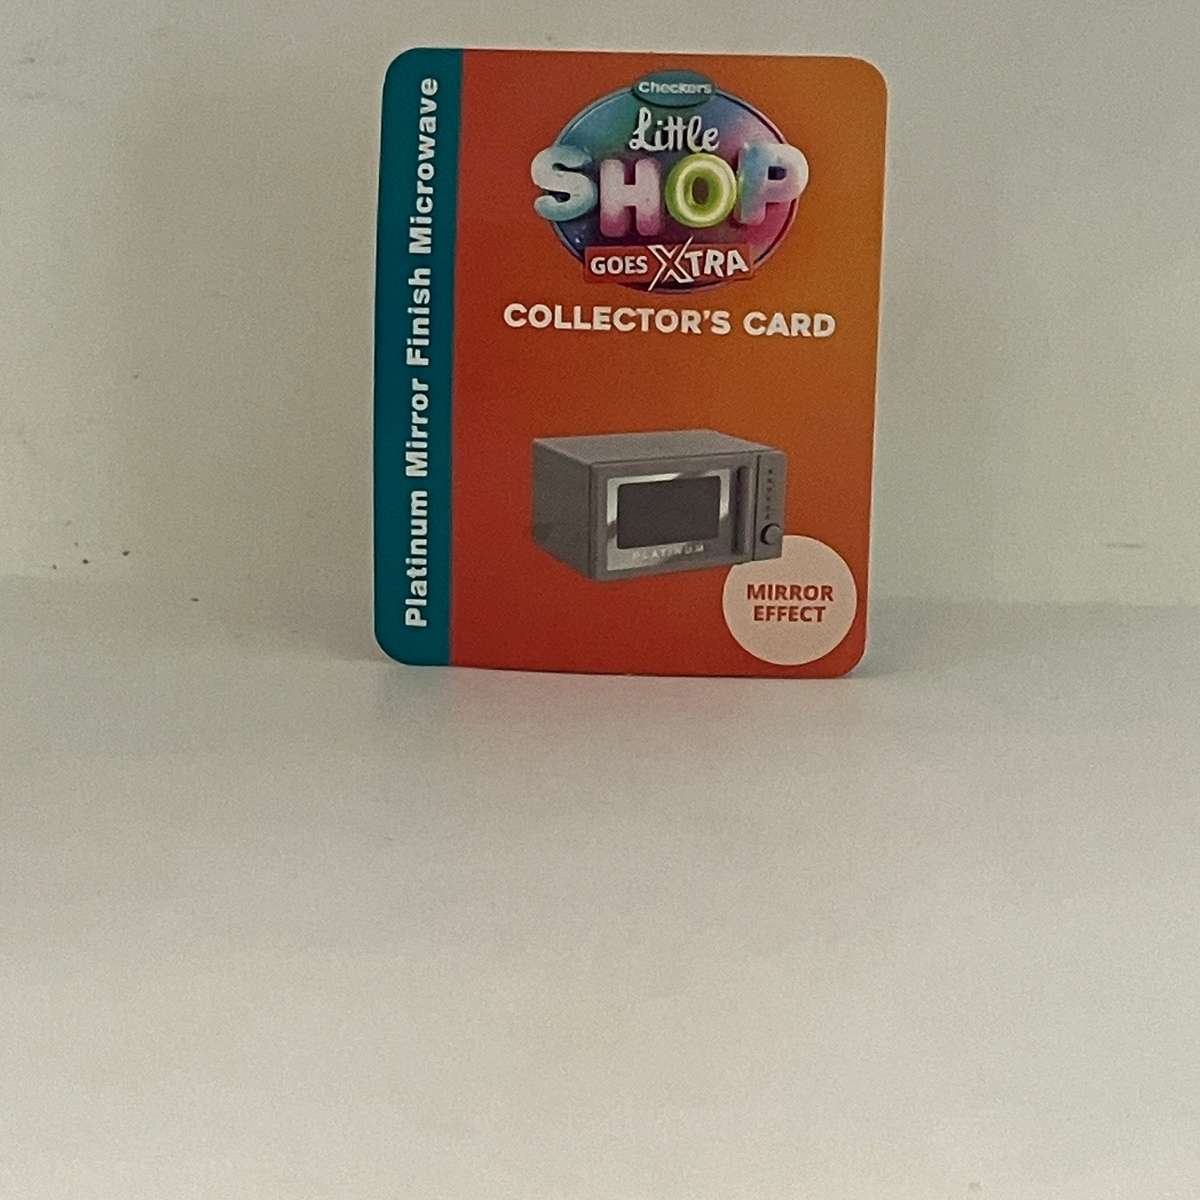 Platinum Mirror Finish Microwave
Checkers
Little
SHOP
GOES XTRA
COLLECTOR'S CARD
PLATINUM
MIRROR
EFFECT